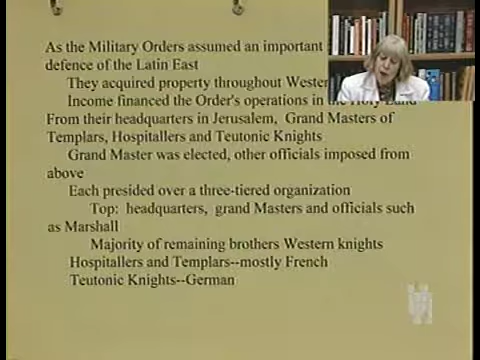 As the Military Orders assumed an important
defence of the Latin East
They acquired property throughout Wester
Income financed the Order's operations in the Holy Land
From their headquarters in Jerusalem, Grand Masters of
Templars, Hospitallers and Teutonic Knights
Grand Master was elected, other officials imposed from
above
Each presided over a three-tiered organization
Top: headquarters, grand Masters and officials such
as Marshall
Majority of remaining brothers Western knights
Hospitallers and Templars--mostly French
Teutonic Knights--German